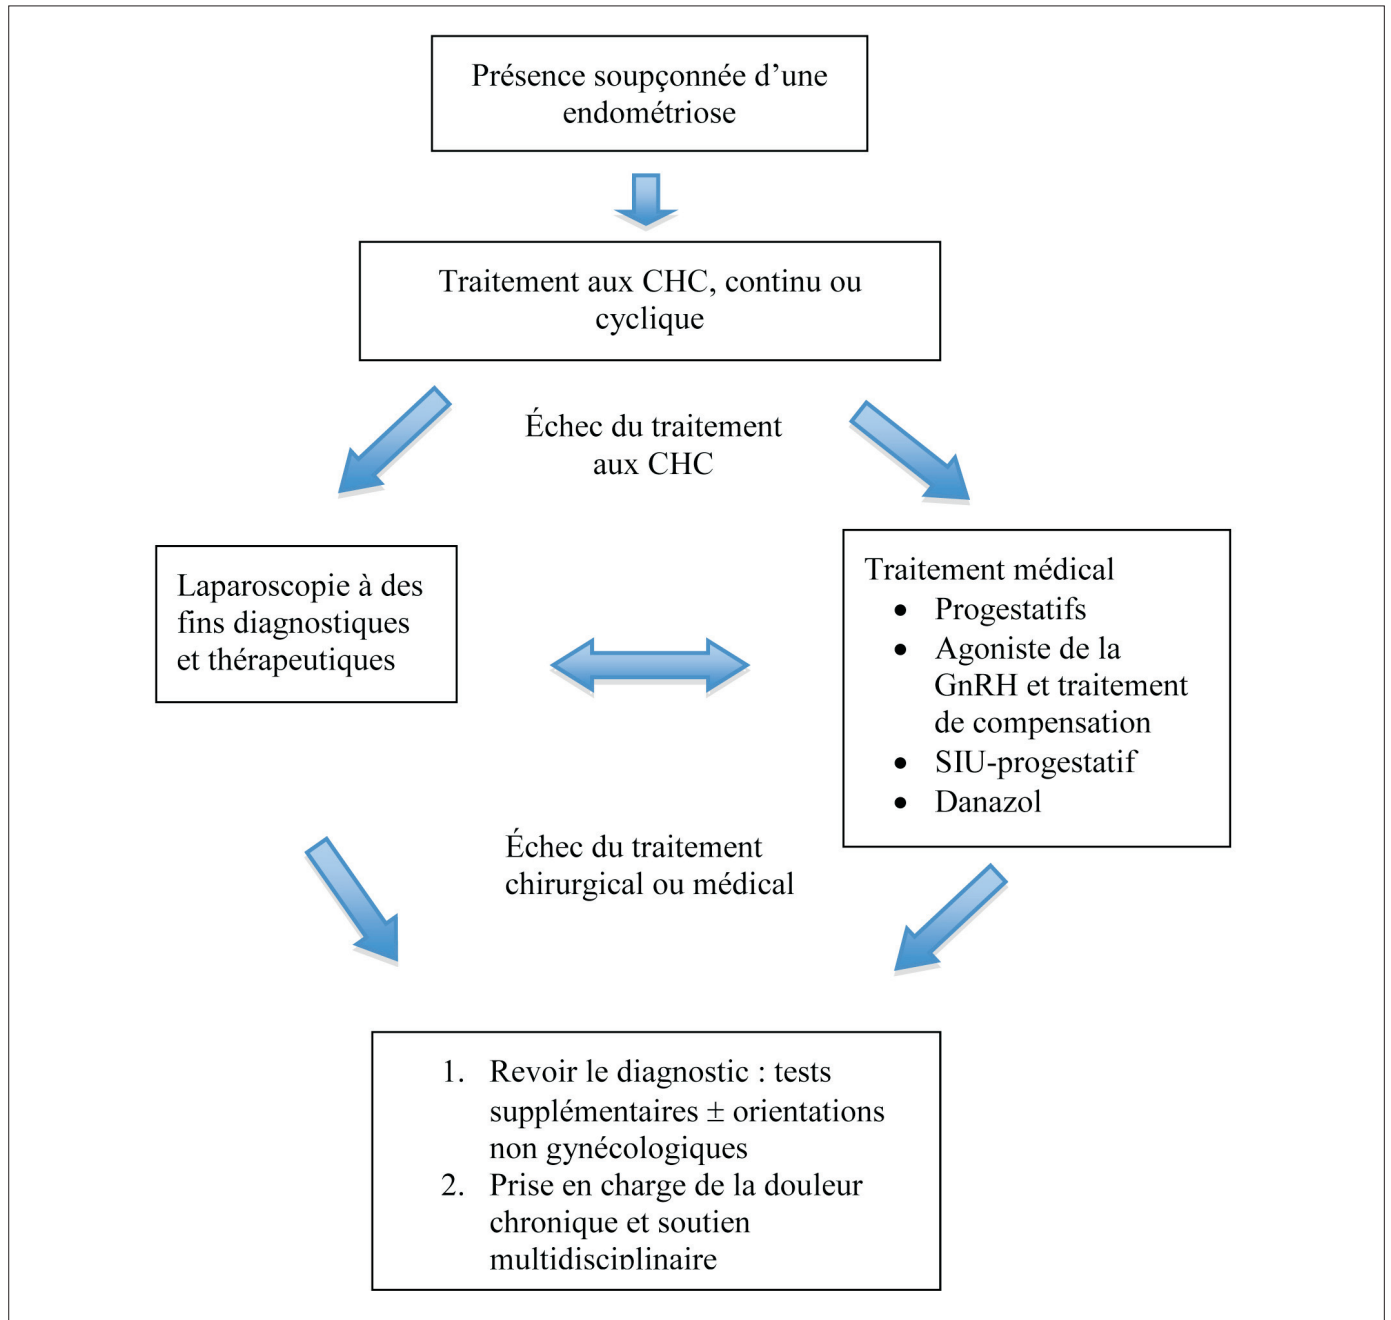 Présence soupçonnée d’une
endométriose
Traitement aux CHC, continu ou
cyclique
Échec du traitement
aux CHC
Laparoscopie à des
fins diagnostiques
et thérapeutiques
Traitement médical
• Progestatifs
• Agoniste de la
GnRH et traitement
de compensation
• SIU-progestatif
• Danazol
Échec du traitement
chirurgical ou médical
1. Revoir le diagnostic : tests
supplémentaires ± orientations
non gynécologiques
2. Prise en charge de la douleur
chronique et soutien
multidisciplinaire